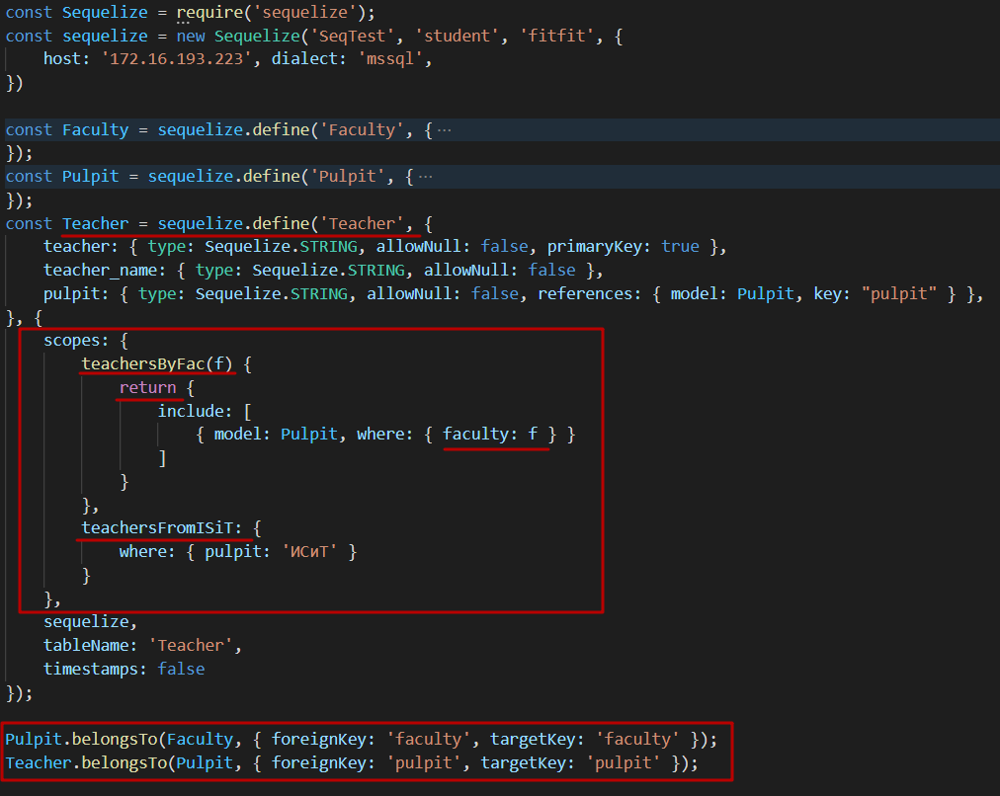 const Sequelize = require('sequelize');
const sequelize = new Sequelize('SeqTest', 'student', 'fitfit', {
    host: '172.16.193.223', dialect: 'mssql',
})
const Faculty = sequelize.define('Faculty', { ···
});
const Pulpit = sequelize.define('Pulpit', { ···
});
const Teacher = sequelize.define('Teacher', {
    teacher: { type: Sequelize.STRING, allowNull: false, primaryKey: true },
    teacher_name: { type: Sequelize.STRING, allowNull: false },
    pulpit: { type: Sequelize.STRING, allowNull: false, references: { model: Pulpit, key: "pulpit" } },
}, {
    scopes: {
        teachersByFac(f) {
            return {
                include: [
                    { model: Pulpit, where: { faculty: f } }
                ]
            }
        },
        teachersFromISiT: {
            where: { pulpit: 'ИСиТ' }
        }
    },
    sequelize,
    tableName: 'Teacher',
    timestamps: false
});
Pulpit.belongsTo(Faculty, { foreignKey: 'faculty', targetKey: 'faculty' });
Teacher.belongsTo(Pulpit, { foreignKey: 'pulpit', targetKey: 'pulpit' });